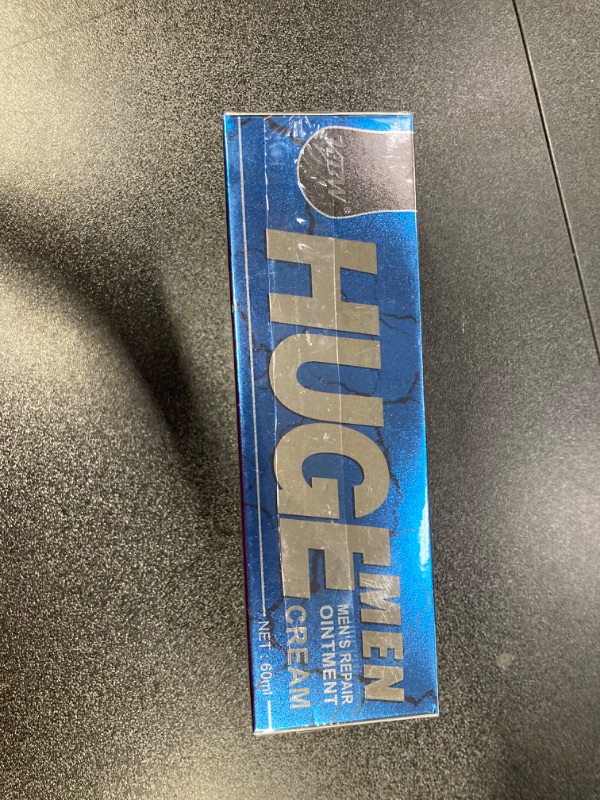 HUGE
MEN
MEN'S REPAIR
OINTMENT
CREAM
NET : 60ml